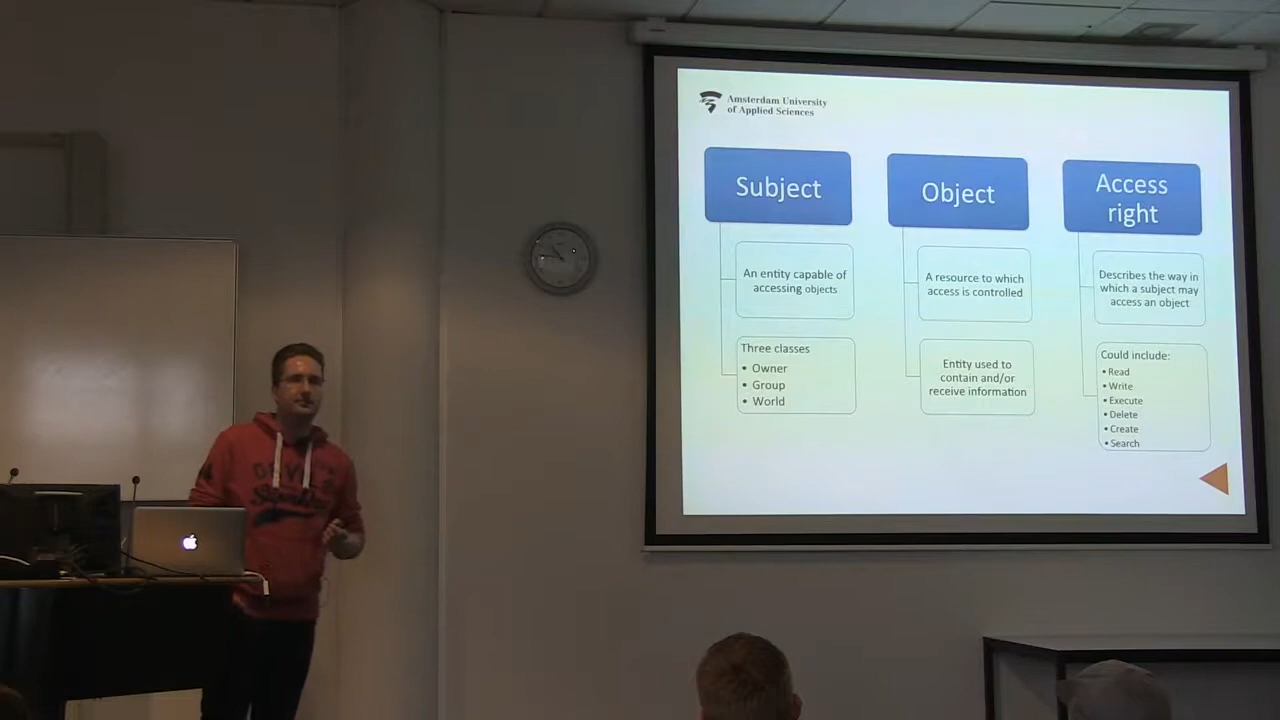 Amsterdam University
of Applied Sciences
Subject
An entity capable of
accessing objects
Three classes
• Owner
• Group
• World
Object
A resource to which
access is controlled
Entity used to
contain and/or
receive information
Access
right
Describes the way in
which a subject may
access an object
Could include:
• Read
• Write
• Execute
• Delete
• Create
• Search